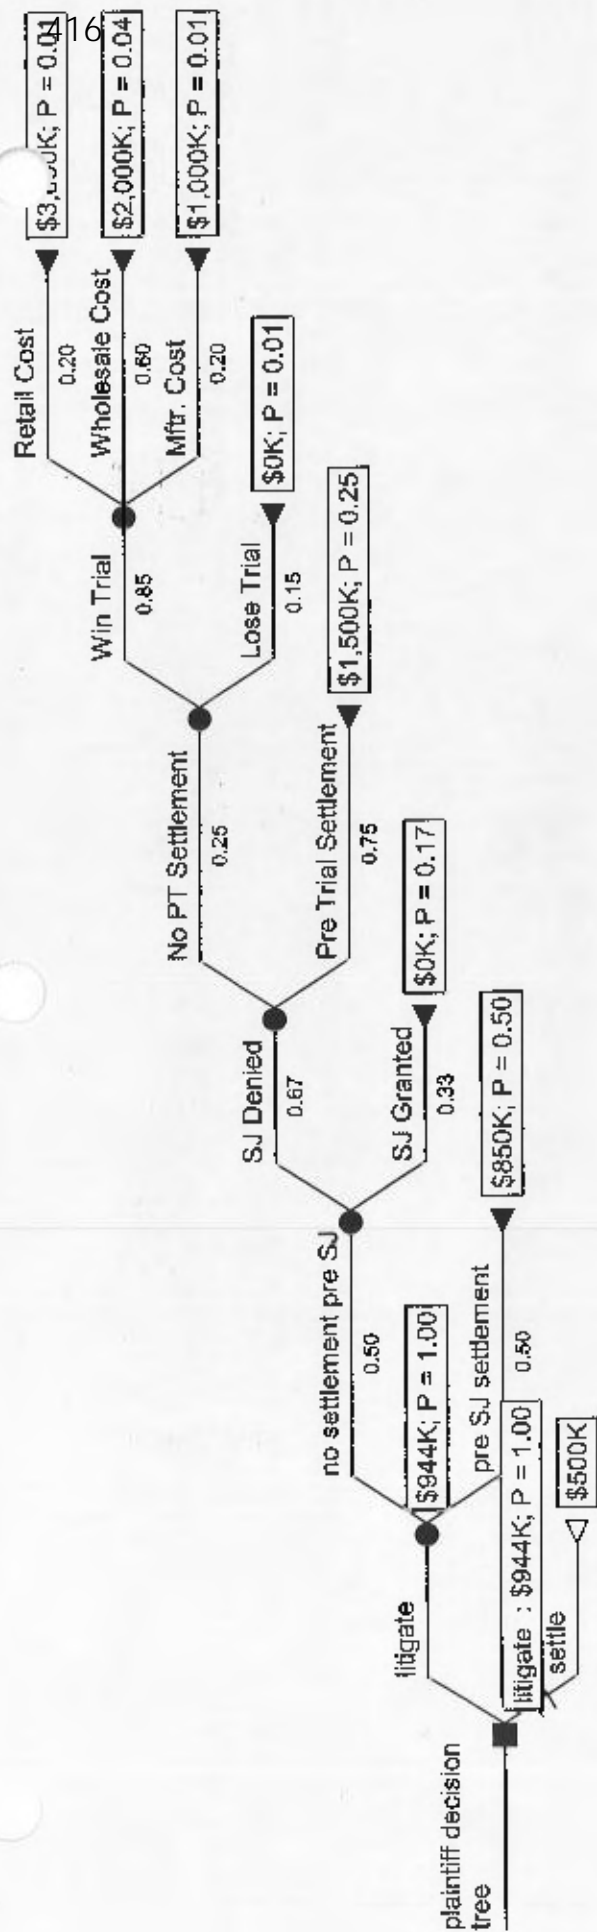 416
plaintiff decision
tree
litigate
litigate : $944K; P = 1.00
settle
$500K
$944K; P = 1.00
no settlement pre SJ
0.50
pre SJ settlement
0.50
$850K; P = 0.50
SJ Denied
0.67
SJ Granted
0.33
$0K; P = 0.17
No PT Settlement
0.25
Pre Trial Settlement
0.75
$1,500K; P = 0.25
Win Trial
0.85
Lose Trial
0.15
$0K; P = 0.01
Retail Cost
0.20
P = 0.01
Wholesale Cost
0.60
$2,000K; P = 0.04
Mftr. Cost
0.20
$1,000K; P = 0.01